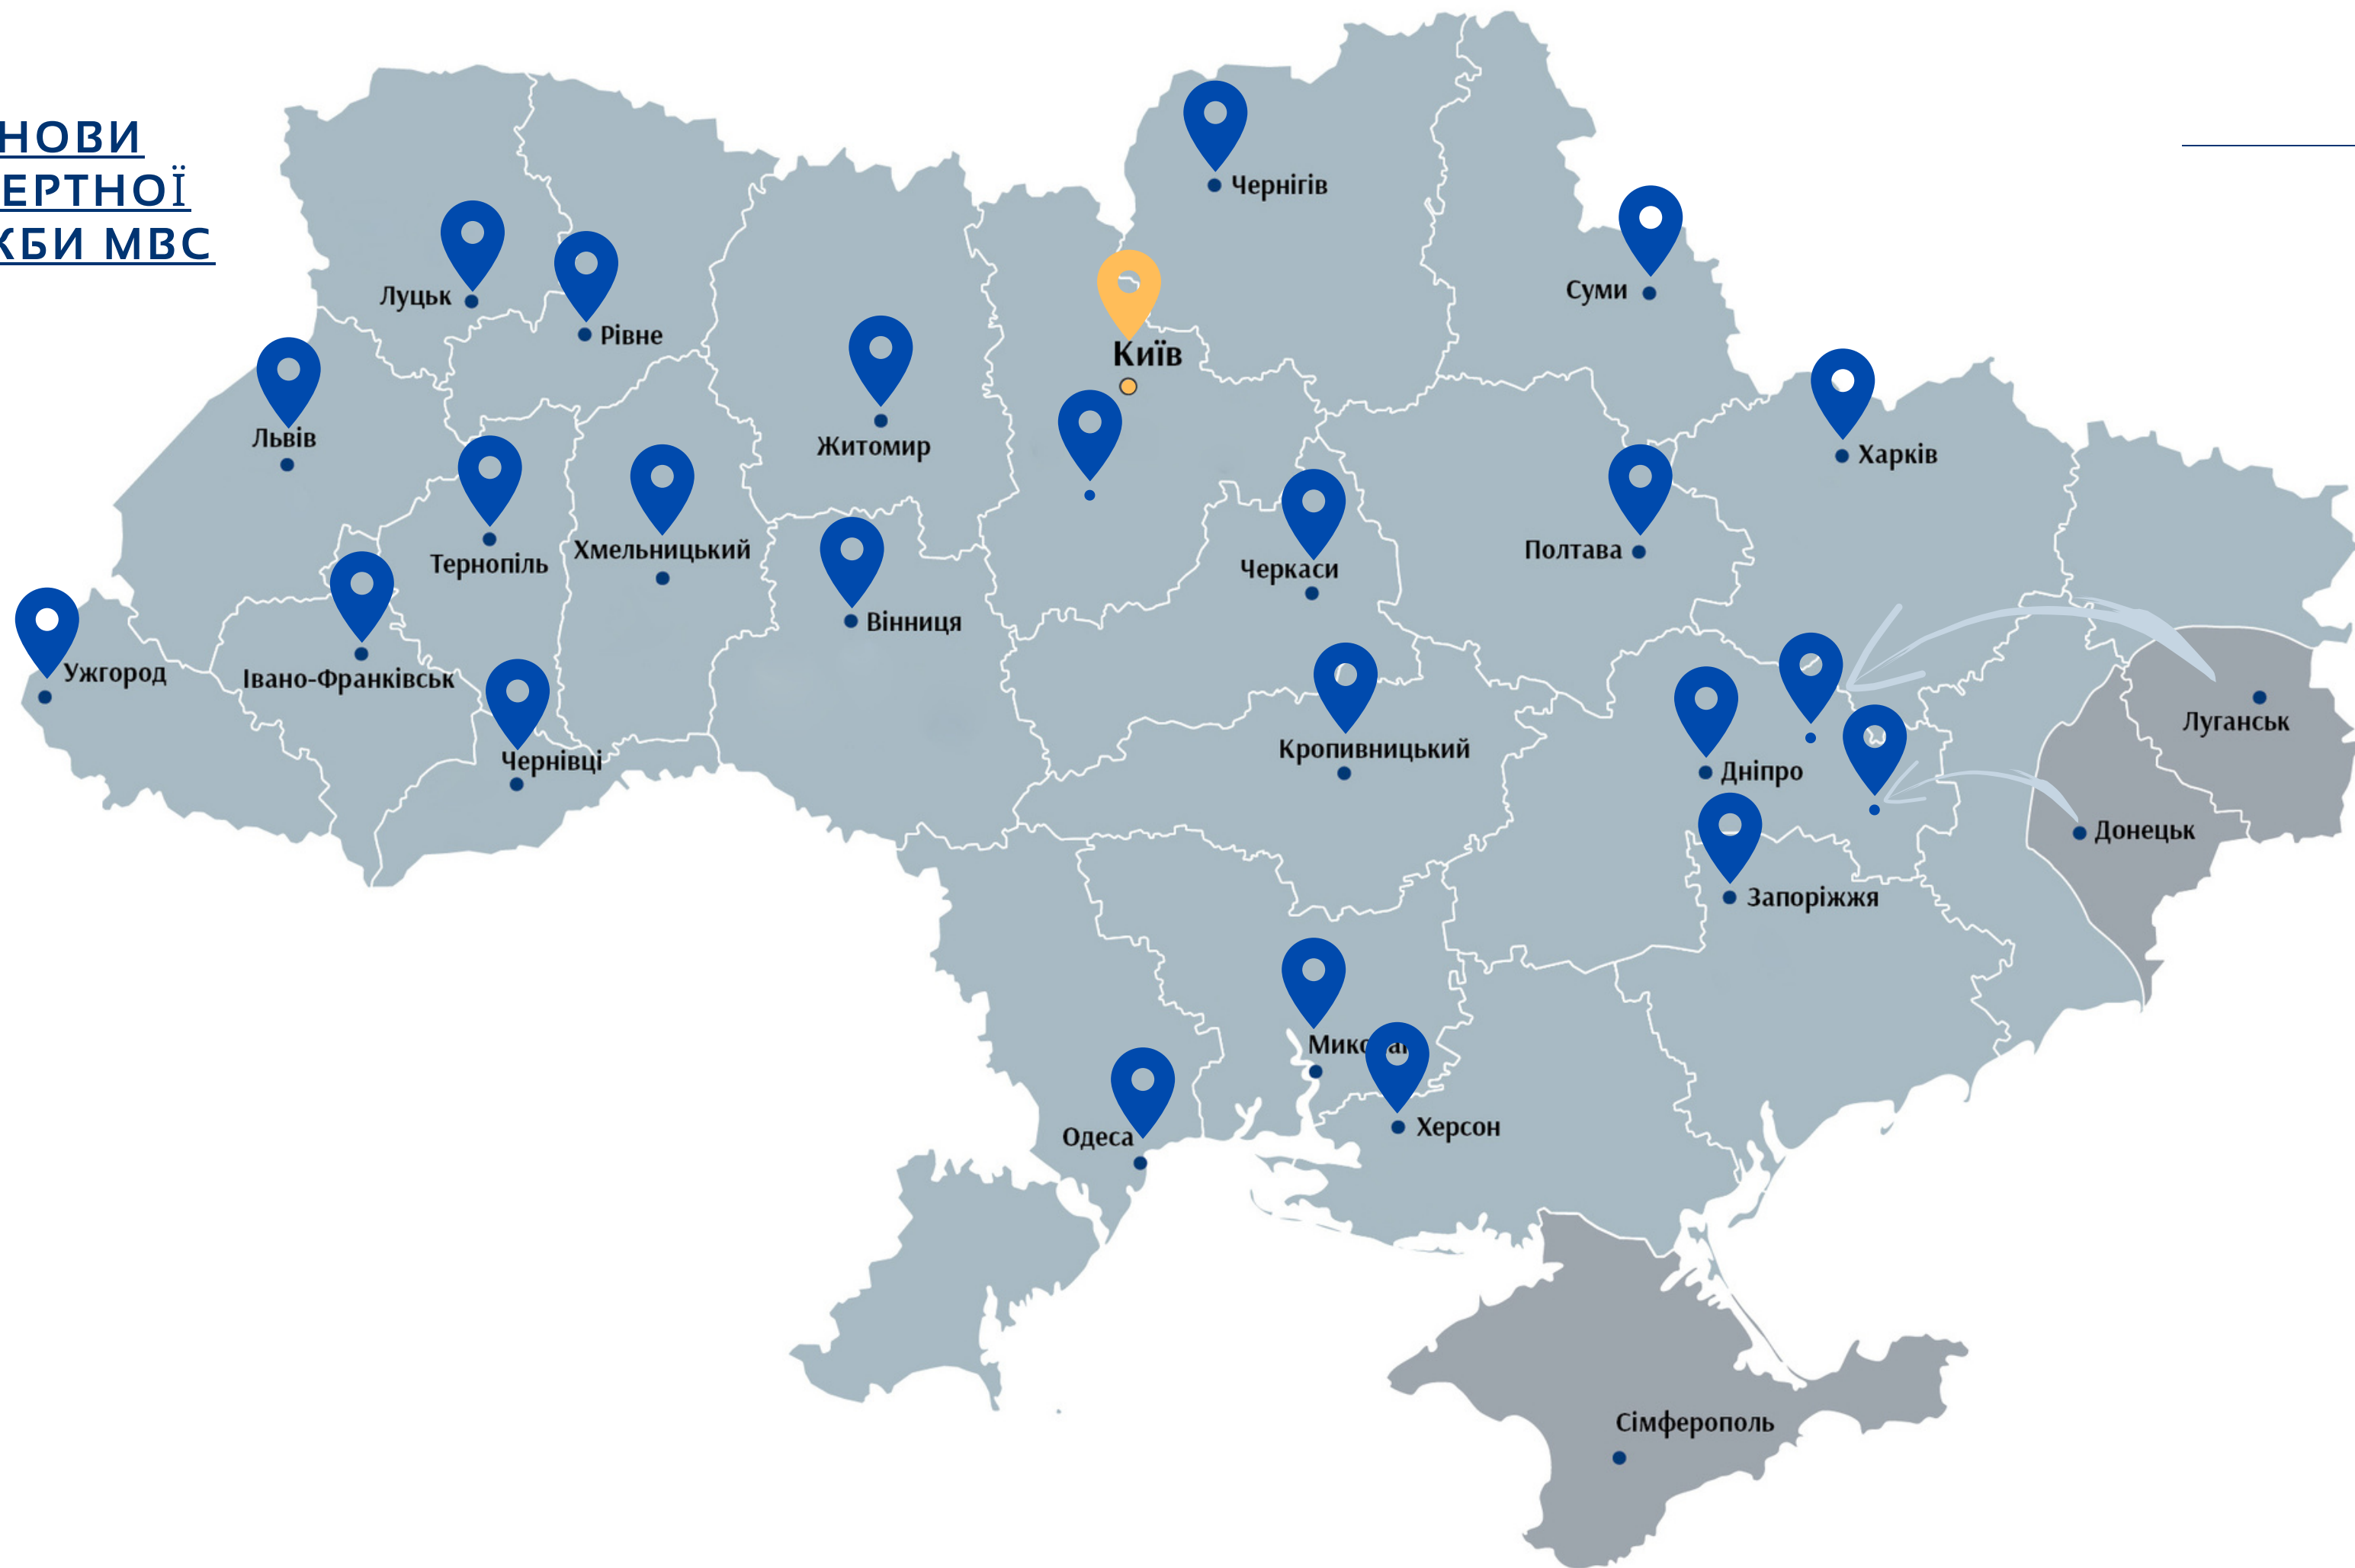 НОВИ
ЕРТНОЇ
ЖБИ МВС
Чернігів
Суми
Луцьк
Рівне
Київ
Львів
Житомир
Харків
Тернопіль
Хмельницький
Полтава
Черкаси
Вінниця
Ужгород
Івано-Франківськ
Луганськ
Чернівці
Кропивницький
Дніпро
Донецьк
Запоріжжя
Одеса
Херсон
Сімферополь